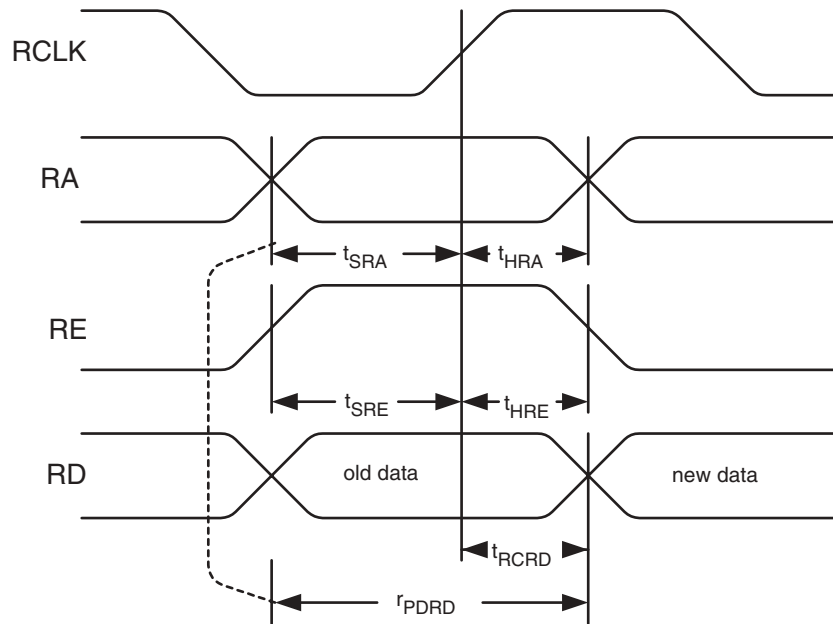 RCLK
RA
tSRA
tHRA
RE
tSRE
tHRE
RD
old data
new data
tRCRD
rPDRD